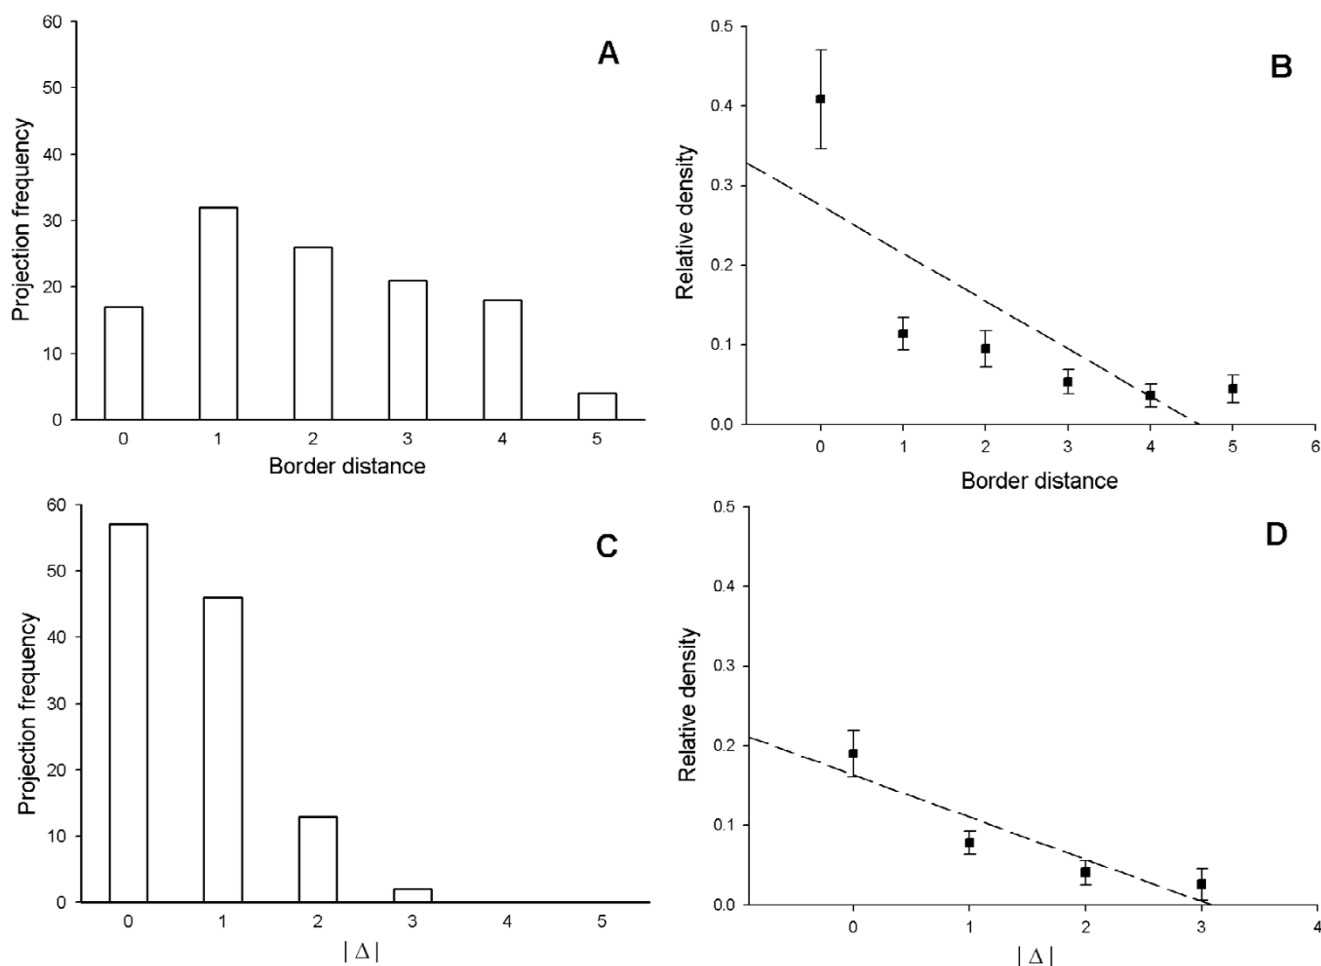 A
Projection frequency
60
50
40
30
20
10
0
0 1 2 3 4 5
Border distance
B
Relative density
0.5
0.4
0.3
0.2
0.1
0.0
0 1 2 3 4 5 6
Border distance
C
Projection frequency
60
50
40
30
20
10
0
0 1 2 3 4 5
| Δ |
D
Relative density
0.5
0.4
0.3
0.2
0.1
0.0
0 1 2 3 4
| Δ |